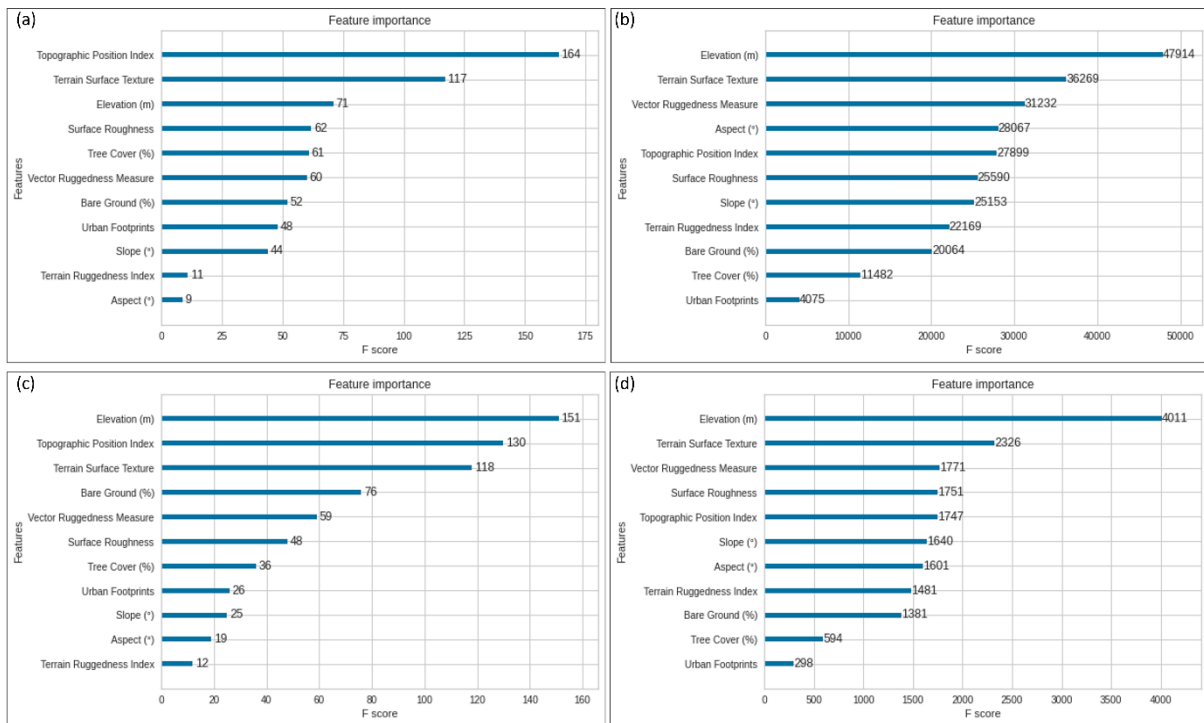 (a)
Feature importance
Topographic Position Index 164
Terrain Surface Texture 117
Elevation (m) 71
Surface Roughness 62
Tree Cover (%) 61
Vector Ruggedness Measure 60
Bare Ground (%) 52
Urban Footprints 48
Slope (°) 44
Terrain Ruggedness Index 11
Aspect (°) 9
Features
0 25 50 75 100 125 150 175
F score
(b)
Feature importance
Elevation (m) 47914
Terrain Surface Texture 36269
Vector Ruggedness Measure 31232
Aspect (°) 28067
Topographic Position Index 27899
Surface Roughness 25590
Slope (°) 25153
Terrain Ruggedness Index 22169
Bare Ground (%) 20064
Tree Cover (%) 11482
Urban Footprints 4075
Features
0 10000 20000 30000 40000 50000
F score
(c)
Feature importance
Elevation (m) 151
Topographic Position Index 130
Terrain Surface Texture 118
Bare Ground (%) 76
Vector Ruggedness Measure 59
Surface Roughness 48
Tree Cover (%) 36
Urban Footprints 26
Slope (°) 25
Aspect (°) 19
Terrain Ruggedness Index 12
Features
0 20 40 60 80 100 120 140 160
F score
(d)
Feature importance
Elevation (m) 4011
Terrain Surface Texture 2326
Vector Ruggedness Measure 1771
Surface Roughness 1751
Topographic Position Index 1747
Slope (°) 1640
Aspect (°) 1601
Terrain Ruggedness Index 1481
Bare Ground (%) 1381
Tree Cover (%) 594
Urban Footprints 298
Features
0 500 1000 1500 2000 2500 3000 3500 4000
F score